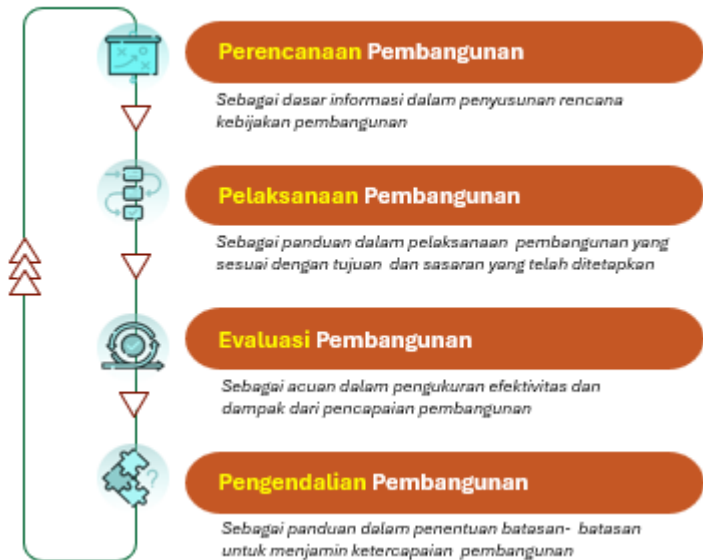 Perencanaan Pembangunan
Sebagai dasar informasi dalam penyusunan rencana
kebijakan pembangunan
Pelaksanaan Pembangunan
Sebagai panduan dalam pelaksanaan pembangunan yang
sesuai dengan tujuan dan sasaran yang telah ditetapkan
Evaluasi Pembangunan
Sebagai acuan dalam pengukuran efektivitas dan
dampak dari pencapaian pembangunan
Pengendalian Pembangunan
Sebagai panduan dalam penentuan batasan- batasan
untuk menjamin ketercapaian pembangunan